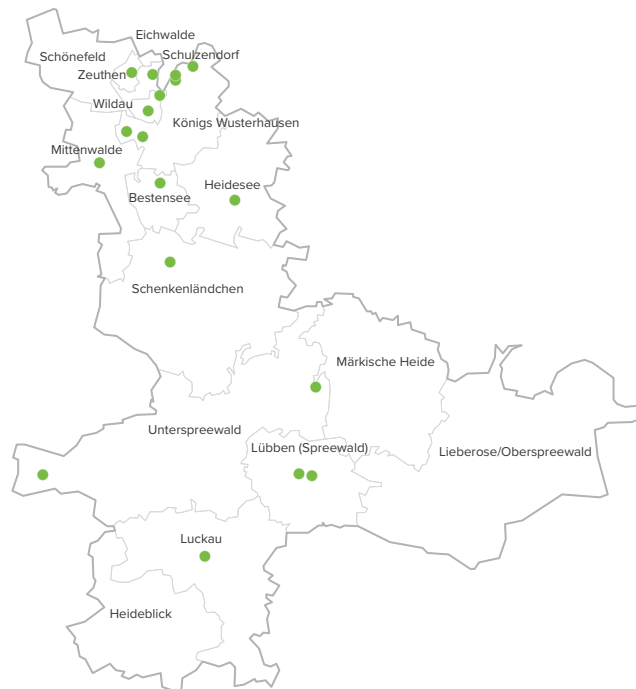 Eichwalde
Schönefeld
Schulzendorf
Zeuthen
Wildau
Königs Wusterhausen
Mittenwalde
Heidesee
Bestensee
Schenkenländchen
Märkische Heide
Unterspreewald
Lübben (Spreewald)
Lieberose/Oberspreewald
Luckau
Heideblick